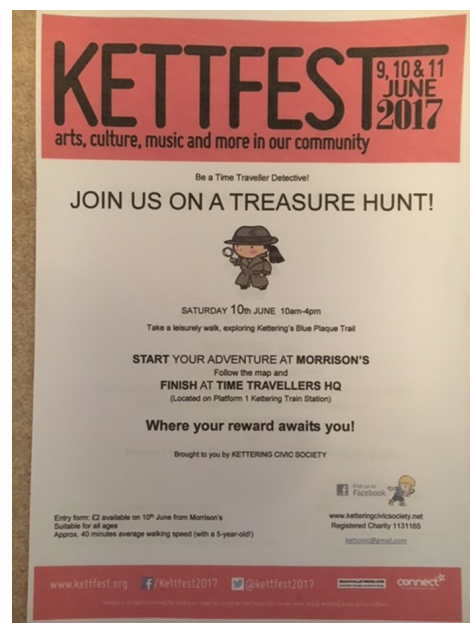 KETTFEST
9, 10 & 11
JUNE
2017
arts, culture, music and more in our community
Be a Time Traveller Detective!
JOIN US ON A TREASURE HUNT!
SATURDAY 10th JUNE 10am-4pm
Take a leisurely walk, exploring Kettering's Blue Plaque Trail
START YOUR ADVENTURE AT MORRISON'S
Follow the map and
FINISH AT TIME TRAVELLERS HQ
(Located on Platform 1 Kettering Train Station)
Where your reward awaits you!
Brought to you by KETTERING CIVIC SOCIETY
Find us on
Facebook
Entry form: £2 available on 10th June from Morrison's
Suitable for all ages
Approx. 40 minutes average walking speed (with a 5-year-old!)
www.ketteringcivicsociety.net
Registered Charity 1131165
kettcivic@gmail.com
www.kettfest.org /Kettfest2017 @kettfest2017
connect